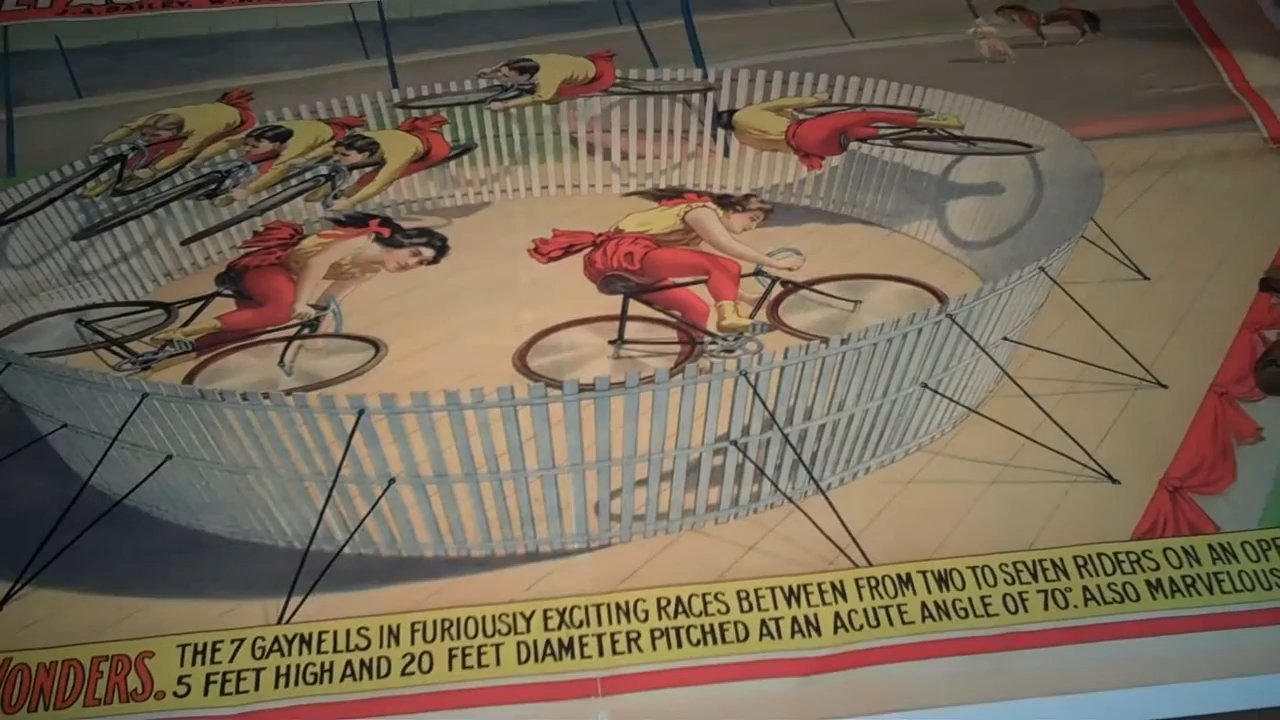 J. A. BAILEY,
WONDERS.
THE 7 GAYNELLS IN FURIOUSLY EXCITING RACES BETWEEN FROM TWO TO SEVEN RIDERS ON AN OPE
5 FEET HIGH AND 20 FEET DIAMETER PITCHED AT AN ACUTE ANGLE OF 70°. ALSO MARVELOUS